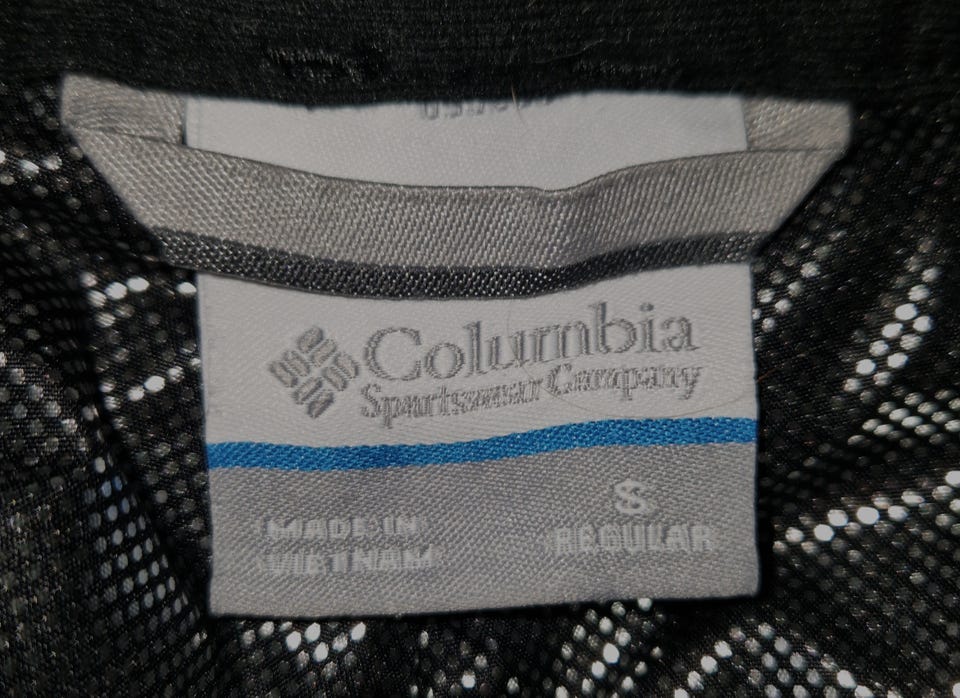 Columbia
Sportswear Company
S
MADE IN
REGULAR
VIETNAM